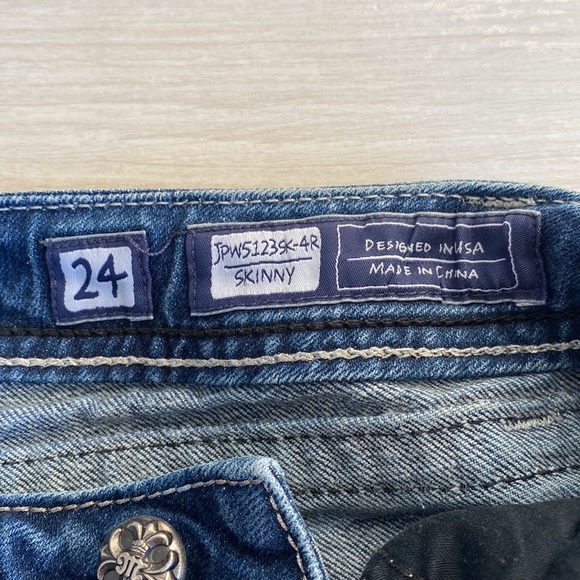 24
JPW5123SK-4R
SKINNY
DESIGNED IN USA
MADE IN CHINA